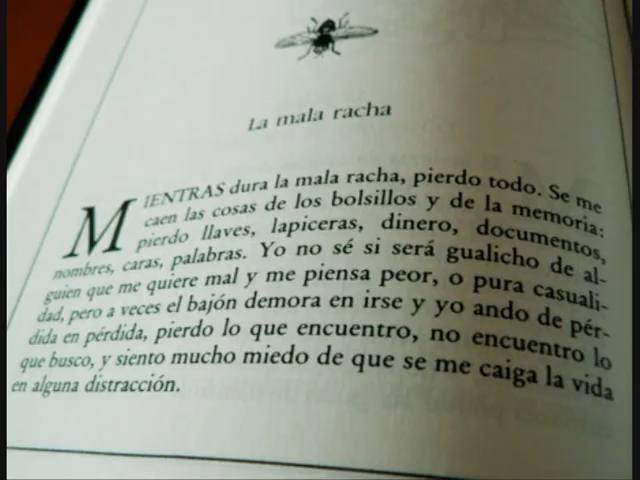 La mala racha
MIENTRAS dura la mala racha, pierdo todo. Se me
caen las cosas de los bolsillos y de la memoria:
pierdo llaves, lapiceras, dinero, documentos,
nombres, caras, palabras. Yo no sé si será gualicho de al-
guien que me quiere mal y me piensa peor, o pura casuali-
dad, pero a veces el bajón demora en irse y yo ando de pér-
dida en pérdida, pierdo lo que encuentro, no encuentro lo
que busco, y siento mucho miedo de que se me caiga la vida
en alguna distracción.